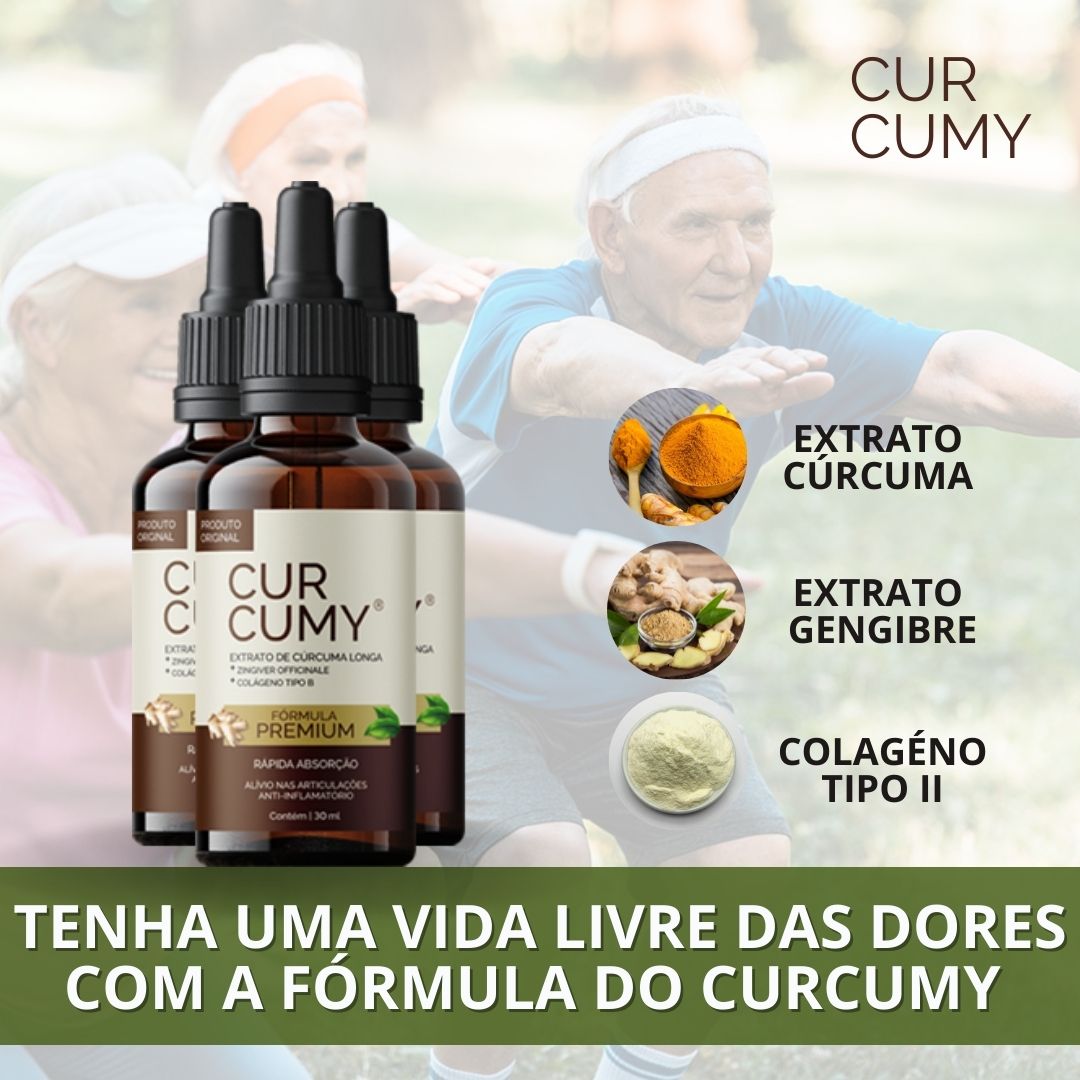 CUR
CUMY
EXTRATO
CÚRCUMA
EXTRATO
GENGIBRE
COLAGÉNO
TIPO II
PRODUTO
ORIGINAL
PRODUTO
ORIGINAL
CUR
CUMY®
EXTRATO DE CÚRCUMA LONGA
* ZINGIVER OFFICINALE
* COLÁGENO TIPO II
FÓRMULA
PREMIUM
RÁPIDA ABSORÇÃO
ALÍVIO NAS ARTICULAÇÕES
ANTI-INFLAMATÓRIO
Contém | 30 ml
TENHA UMA VIDA LIVRE DAS DORES
COM A FÓRMULA DO CURCUMY